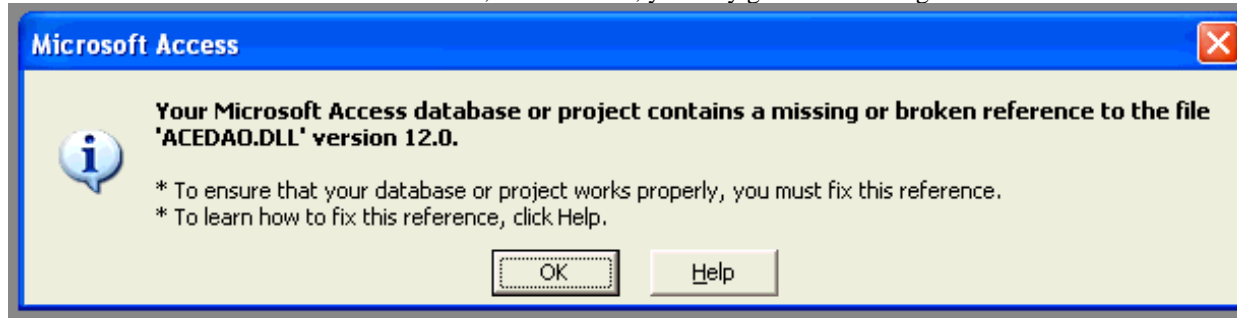 Microsoft Access
Your Microsoft Access database or project contains a missing or broken reference to the file
'ACEDAO.DLL' version 12.0.
* To ensure that your database or project works properly, you must fix this reference.
* To learn how to fix this reference, click Help.
OK
Help